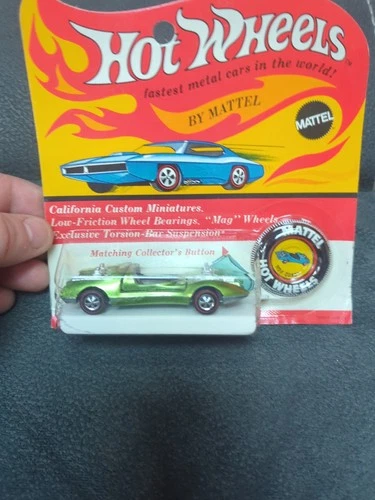 Hot Wheels
fastest metal cars in the world!
BY MATTEL
MATTEL
California Custom Miniatures.
Low-Friction Wheel Bearings. "Mag" Wheels.
Exclusive Torsion-Bar Suspension
Matching Collector's Button
MATTEL
HOT WHEELS